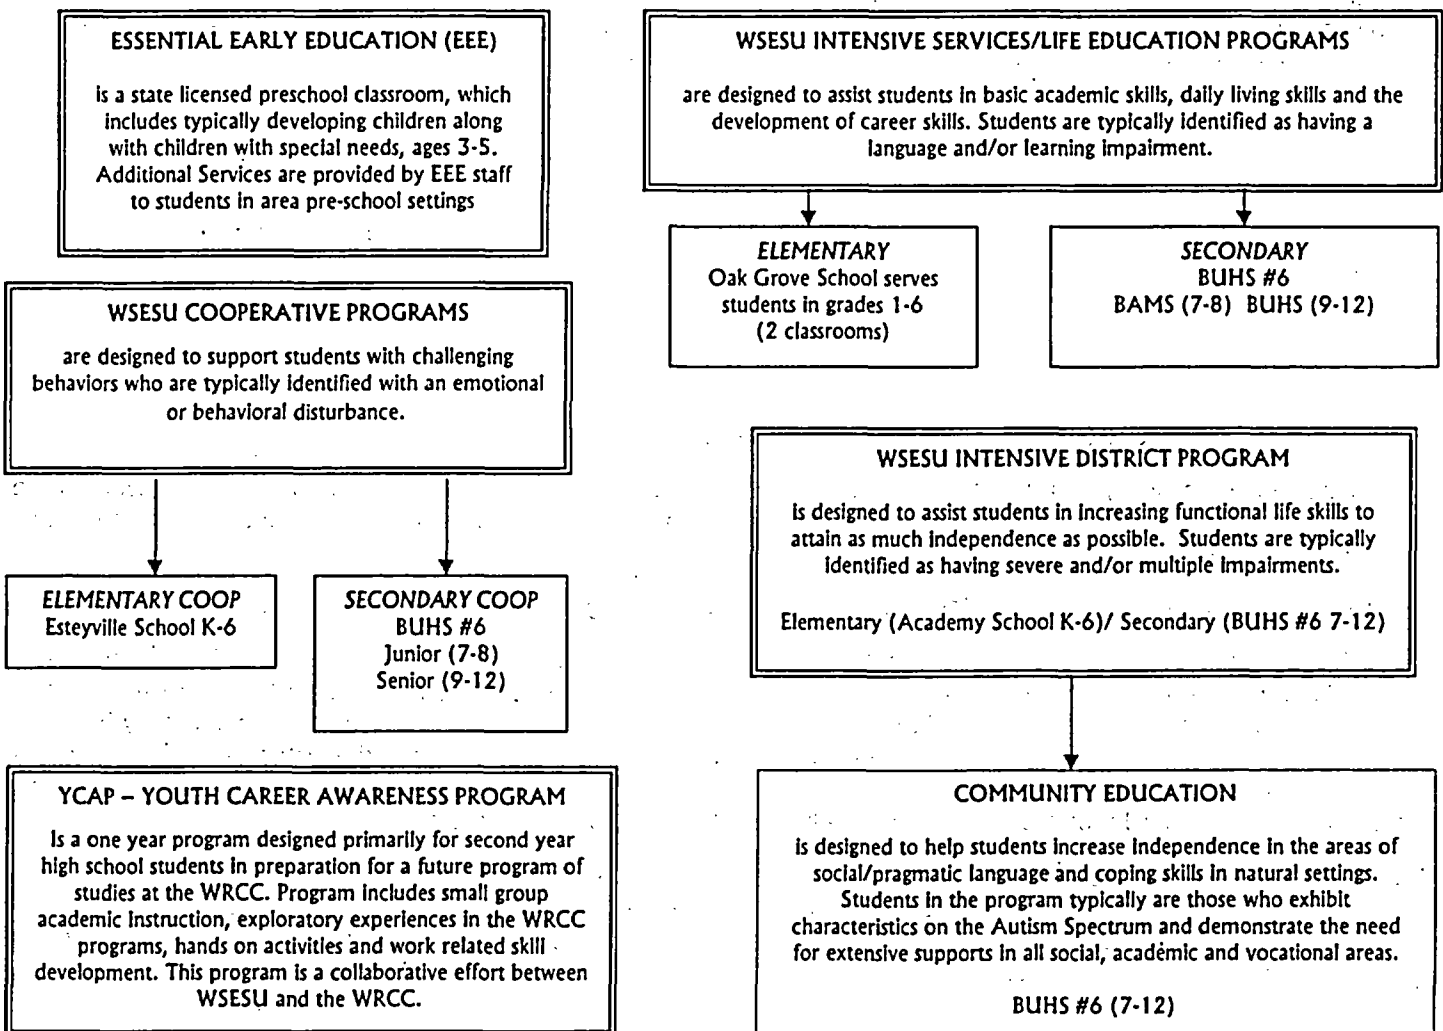 ESSENTIAL EARLY EDUCATION (EEE)
is a state licensed preschool classroom, which
includes typically developing children along
with children with special needs, ages 3-5.
Additional Services are provided by EEE staff
to students in area pre-school settings
WSESU COOPERATIVE PROGRAMS
are designed to support students with challenging
behaviors who are typically identified with an emotional
or behavioral disturbance.
ELEMENTARY COOP
Esteyville School K-6
SECONDARY COOP
BUHS #6
Junior (7-8)
Senior (9-12)
YCAP – YOUTH CAREER AWARENESS PROGRAM
Is a one year program designed primarily for second year
high school students in preparation for a future program of
studies at the WRCC. Program includes small group
academic instruction, exploratory experiences in the WRCC
programs, hands on activities and work related skill
development. This program is a collaborative effort between
WSESU and the WRCC.
WSESU INTENSIVE SERVICES/LIFE EDUCATION PROGRAMS
are designed to assist students in basic academic skills, daily living skills and the
development of career skills. Students are typically identified as having a
language and/or learning impairment.
ELEMENTARY
Oak Grove School serves
students in grades 1-6
(2 classrooms)
SECONDARY
BUHS #6
BAMS (7-8) BUHS (9-12)
WSESU INTENSIVE DISTRICT PROGRAM
is designed to assist students in increasing functional life skills to
attain as much independence as possible. Students are typically
identified as having severe and/or multiple impairments.
Elementary (Academy School K-6)/ Secondary (BUHS #6 7-12)
COMMUNITY EDUCATION
is designed to help students increase independence in the areas of
social/pragmatic language and coping skills in natural settings.
Students in the program typically are those who exhibit
characteristics on the Autism Spectrum and demonstrate the need
for extensive supports in all social, academic and vocational areas.
BUHS #6 (7-12)